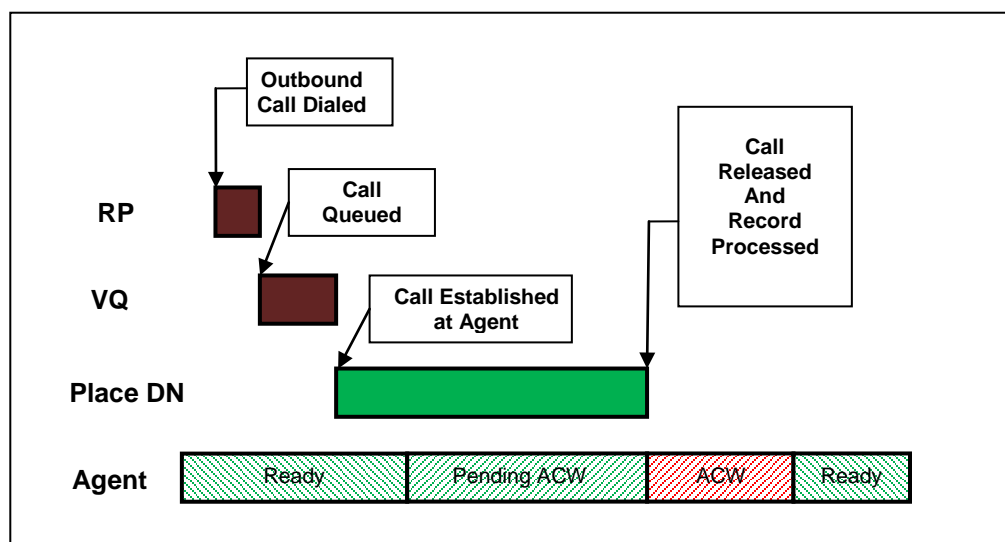 Outbound
Call Dialed
Call
Released
And
Record
Processed
RP
Call
Queued
VQ
Call Established
at Agent
Place DN
Agent
Ready
Pending ACW
ACW
Ready